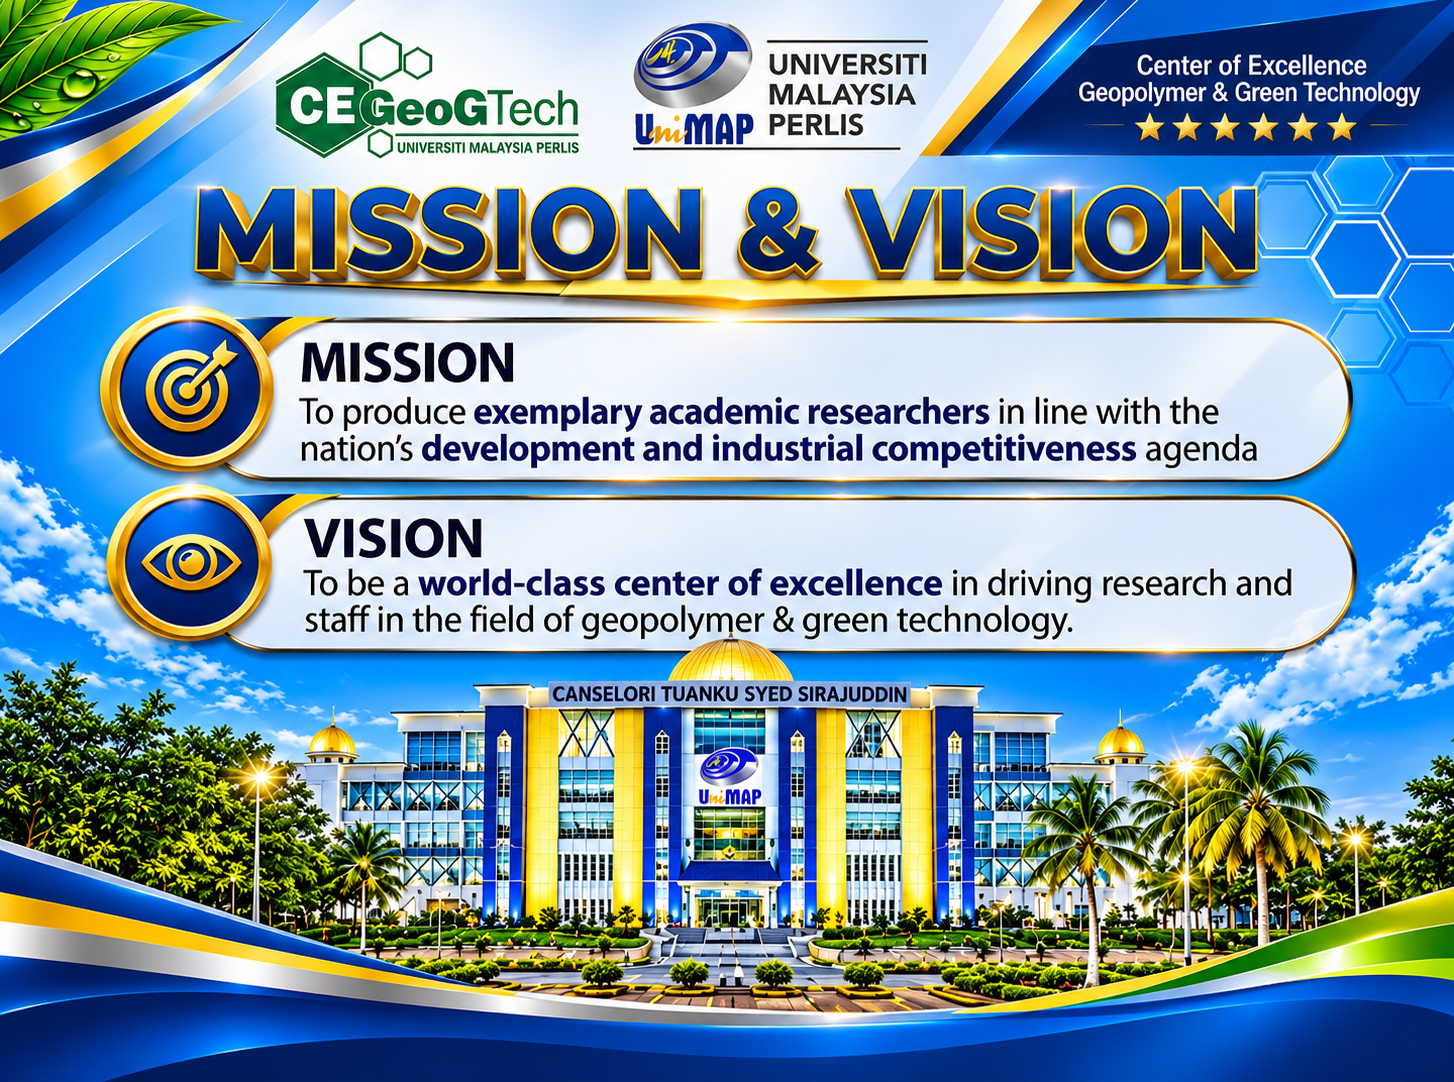 CEGeoGTech
UNIVERSITI MALAYSIA PERLIS
UniMAP
UNIVERSITI
MALAYSIA
PERLIS
Center of Excellence
Geopolymer & Green Technology
MISSION & VISION
MISSION
To produce exemplary academic researchers in line with the
nation’s development and industrial competitiveness agenda
VISION
To be a world-class center of excellence in driving research and
staff in the field of geopolymer & green technology.
CANSELORI TUANKU SYED SIRAJUDDIN
UniMAP